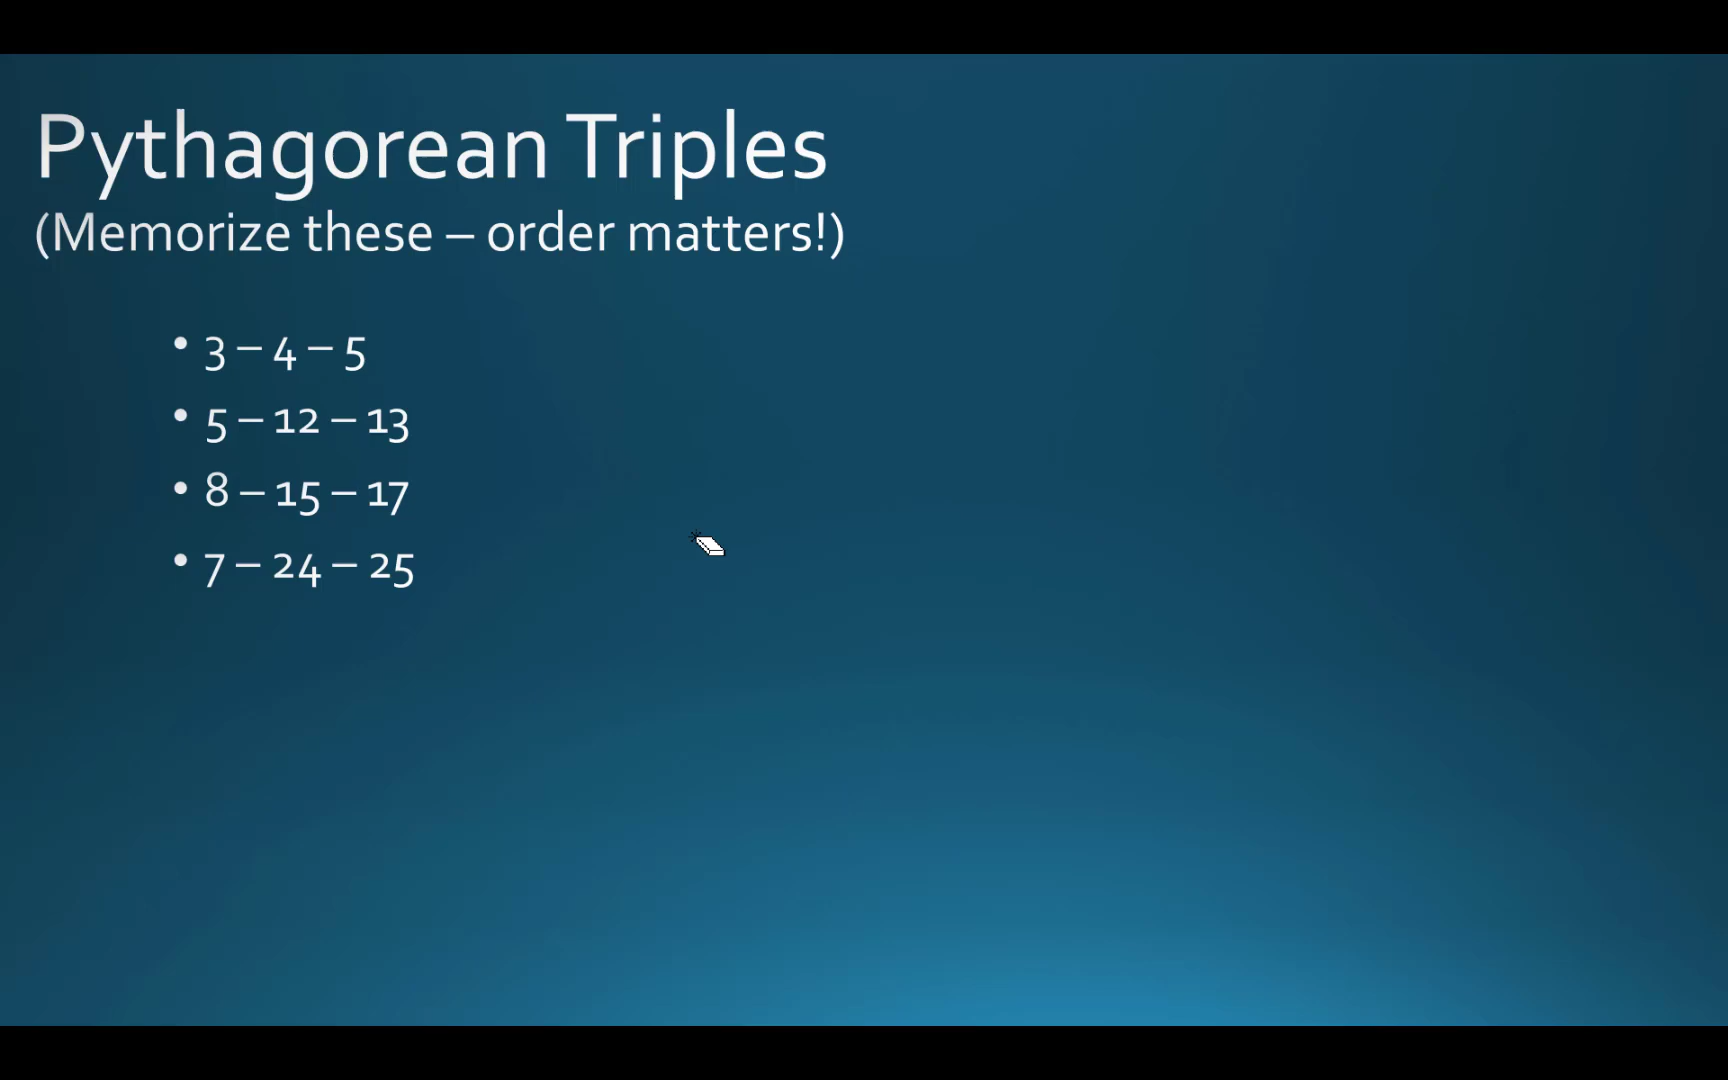 Pythagorean Triples
(Memorize these – order matters!)
• 3 – 4 – 5
• 5 – 12 – 13
• 8 – 15 – 17
• 7 – 24 – 25